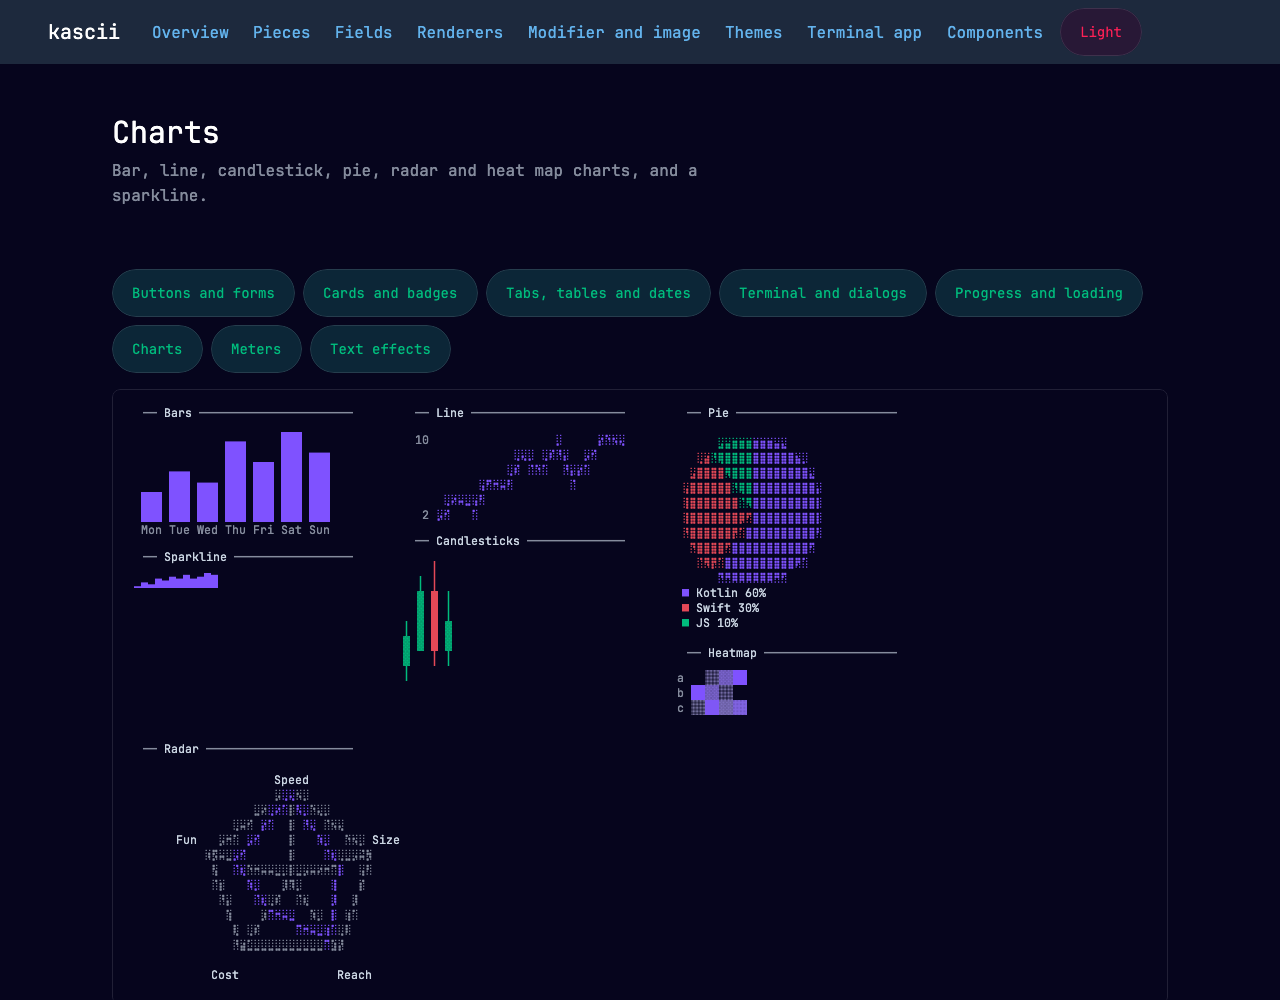 kascii Overview Pieces Fields Renderers Modifier and image Themes Terminal app Components Light
Charts
Bar, line, candlestick, pie, radar and heat map charts, and a
sparkline.
Buttons and forms Cards and badges Tabs, tables and dates Terminal and dialogs Progress and loading
Charts Meters Text effects
Bars
Mon Tue Wed Thu Fri Sat Sun
Sparkline
Line
10
2
Candlesticks
Pie
Kotlin 60%
Swift 30%
JS 10%
Heatmap
a
b
c
Radar
Speed
Fun Size
Cost Reach